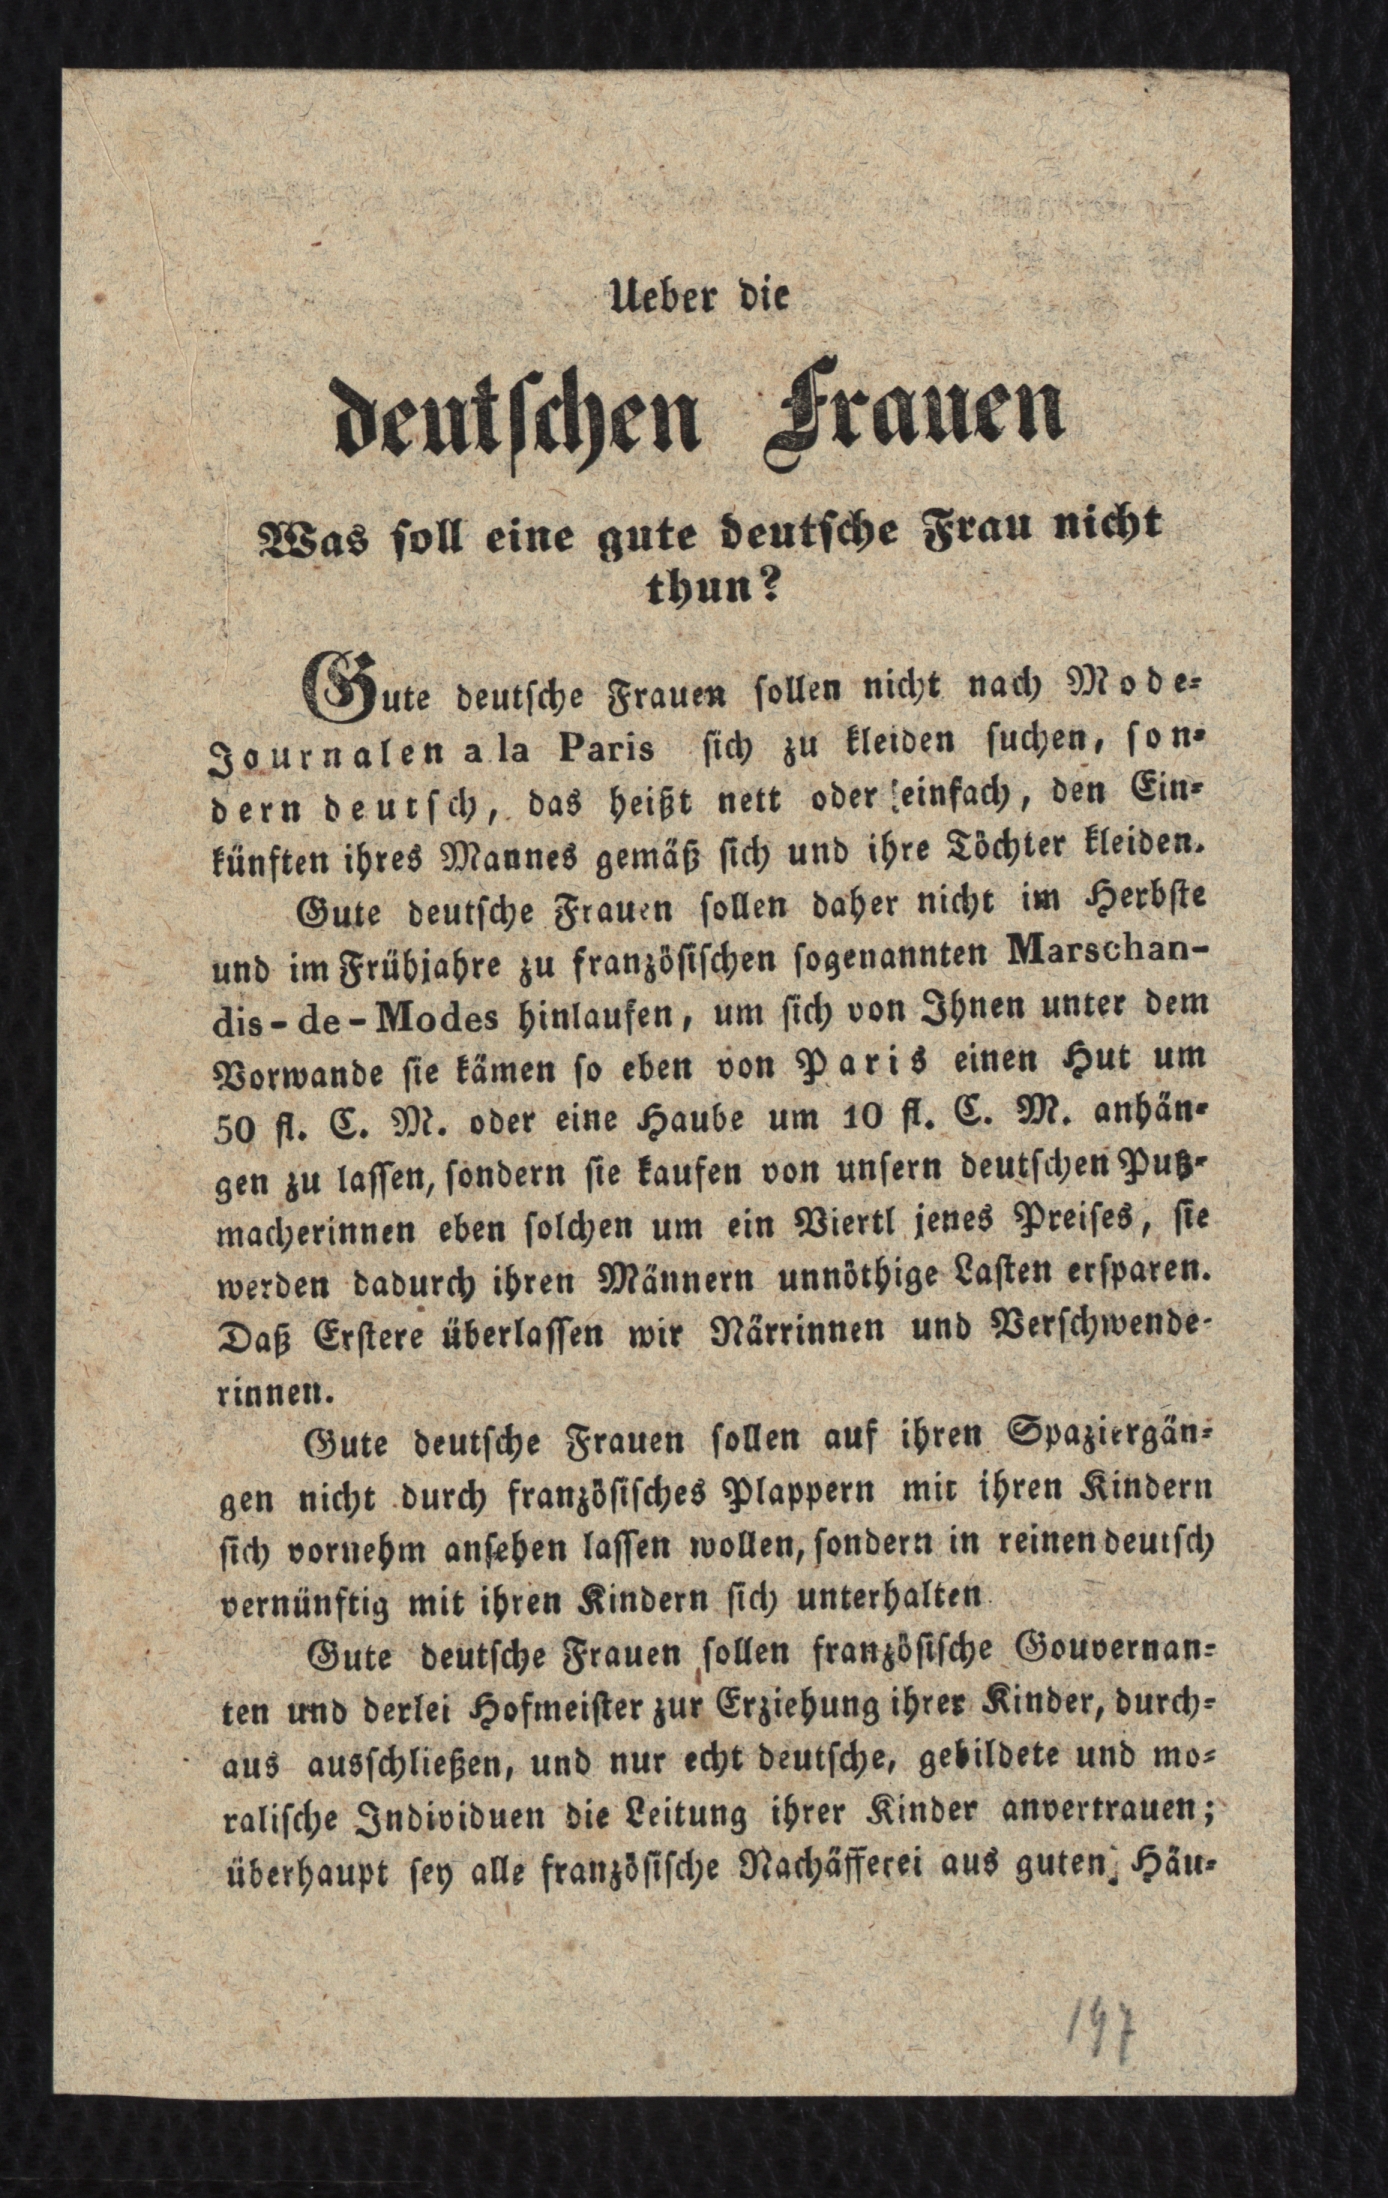 Ueber die
deutschen Frauen
Was soll eine gute deutsche Frau nicht
thun?
Gute deutsche Frauen sollen nicht nach Mode-
Journalen a la Paris sich zu kleiden suchen, son-
dern deutsch, das heißt nett oder einfach, den Ein-
künften ihres Mannes gemäß sich und ihre Töchter kleiden.
Gute deutsche Frauen sollen daher nicht im Herbste
und im Frühjahre zu französischen sogenannten Marschan-
dis-de-Modes hinlaufen, um sich von Ihnen unter dem
Vorwande sie kämen so eben von Paris einen Hut um
50 fl. C. M. oder eine Haube um 10 fl. C. M. anhän-
gen zu lassen, sondern sie kaufen von unsern deutschen Putz-
macherinnen eben solchen um ein Viertl jenes Preises, sie
werden dadurch ihren Männern unnöthige Lasten ersparen.
Daß Erstere überlassen wir Närrinnen und Verschwende-
rinnen.
Gute deutsche Frauen sollen auf ihren Spaziergän-
gen nicht durch französisches Plappern mit ihren Kindern
sich vornehm ansehen lassen wollen, sondern in reinen deutsch
vernünftig mit ihren Kindern sich unterhalten
Gute deutsche Frauen sollen französische Gouvernan-
ten und derlei Hofmeister zur Erziehung ihrer Kinder, durch-
aus ausschließen, und nur echt deutsche, gebildete und mo-
ralische Individuen die Leitung ihrer Kinder anvertrauen;
überhaupt sey alle französische Nachäfferei aus guten Häu-
197